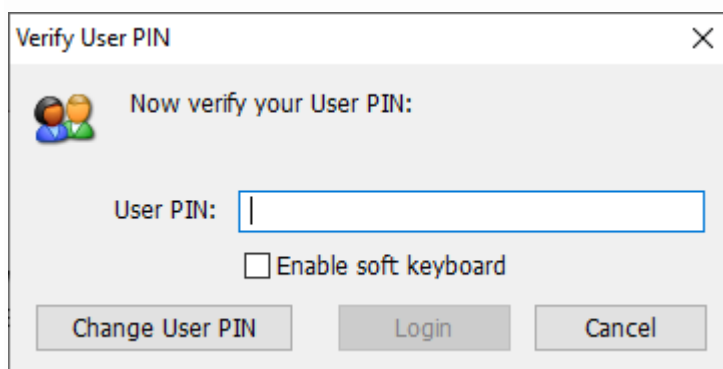 Verify User PIN
Now verify your User PIN:
User PIN:
Enable soft keyboard
Change User PIN Login Cancel